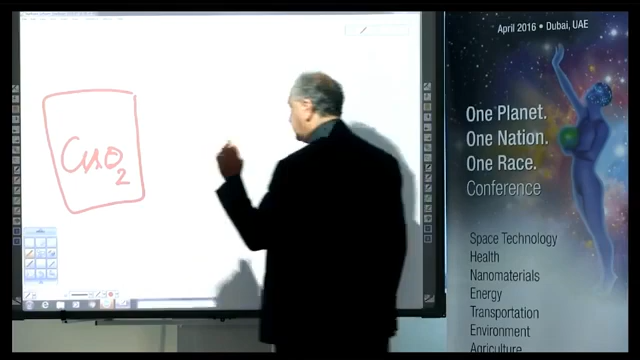 April 2016 • Dubai, UAE
CuO2
One Planet.
One Nation.
One Race.
Conference
Space Technology
Health
Nanomaterials
Energy
Transportation
Environment
Agriculture